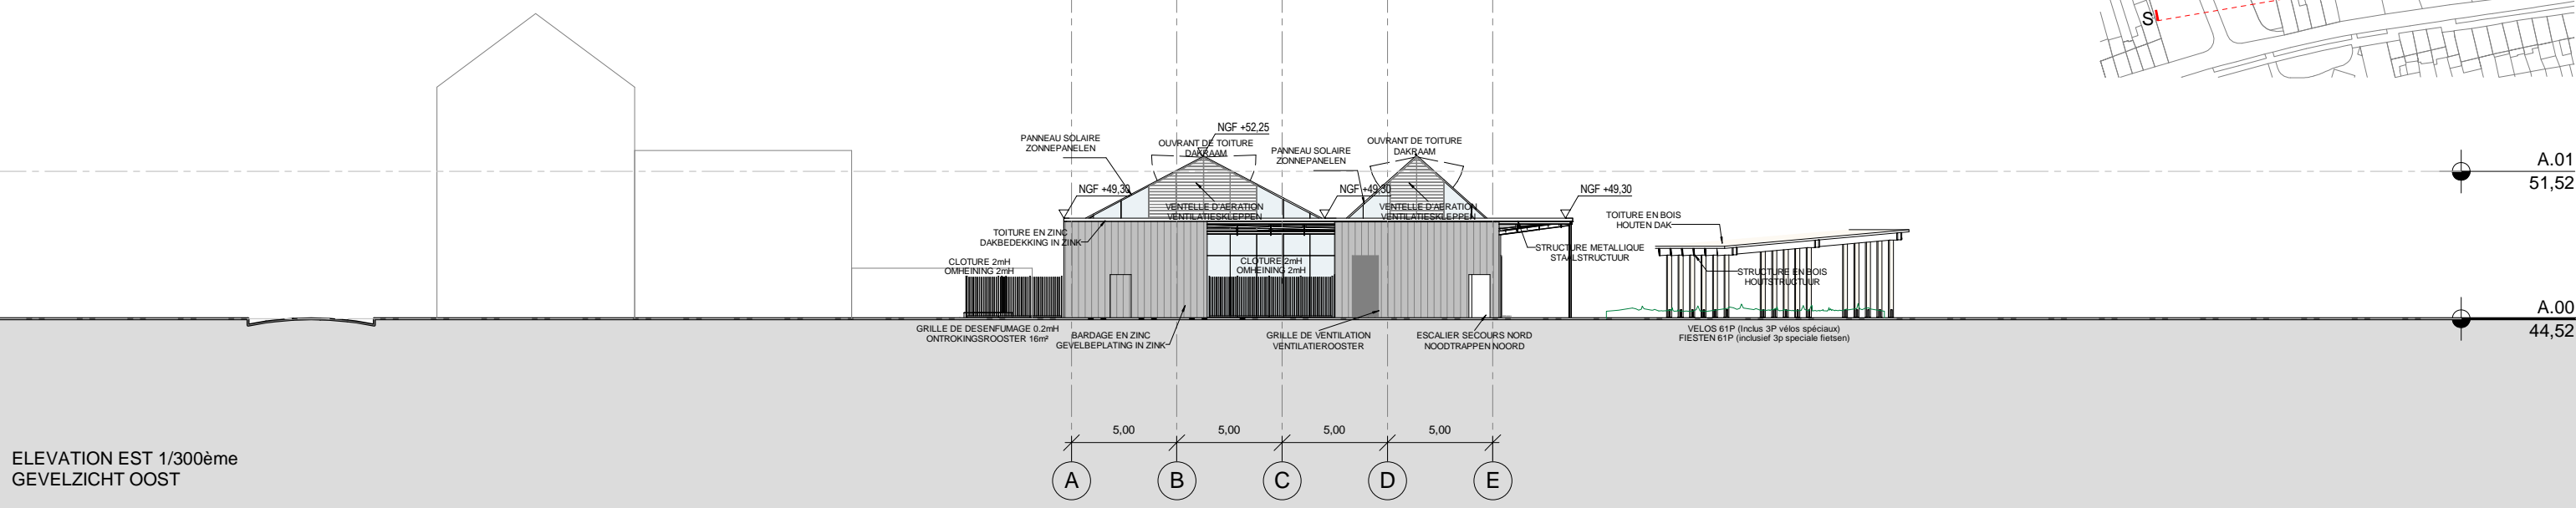 S
NGF +52,25
PANNEAU SOLAIRE
ZONNEPANELEN
OUVRANT DE TOITURE
DAKRAAM
PANNEAU SOLAIRE
ZONNEPANELEN
OUVRANT DE TOITURE
DAKRAAM
A.01
51,52
NGF +49,30
NGF +49,30
NGF +49,30
VENTELLE D'AERATION
VENTILATIESKLEPPEN
VENTELLE D'AERATION
VENTILATIESKLEPPEN
TOITURE EN BOIS
HOUTEN DAK
TOITURE EN ZINC
DAKBEDEKKING IN ZINK
STRUCTURE METALLIQUE
STAALSTRUCTUUR
CLOTURE 2mH
OMHEINING 2mH
CLOTURE 2mH
OMHEINING 2mH
STRUCTURE EN BOIS
HOUTSTRUCTUUR
A.00
44,52
GRILLE DE DESENFUMAGE 0.2mH
ONTROKINGSROOSTER 16m²
BARDAGE EN ZINC
GEVELBEPLATING IN ZINK
GRILLE DE VENTILATION
VENTILATIEROOSTER
ESCALIER SECOURS NORD
NOODTRAPPEN NOORD
VELOS 61P (Inclus 3P vélos spéciaux)
FIESTEN 61P (inclusief 3p speciale fietsen)
5,00
5,00
5,00
5,00
A
B
C
D
E
ELEVATION EST 1/300ème
GEVELZICHT OOST